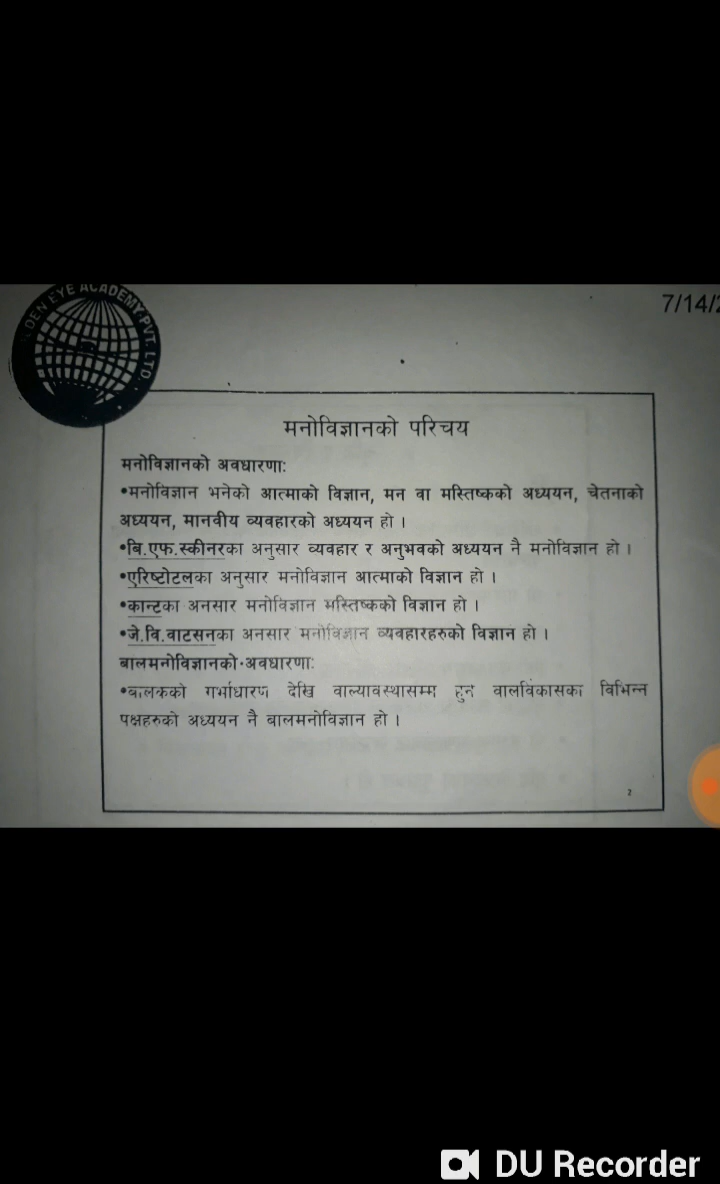 DEN EYE ACADEMY PVT. LTD.
7/14/2
मनोविज्ञानको परिचय
मनोविज्ञानको अवधारणा:
•मनोविज्ञान भनेको आत्माको विज्ञान, मन वा मस्तिष्कको अध्ययन, चेतनाको
अध्ययन, मानवीय व्यवहारको अध्ययन हो ।
•बि.एफ.स्कीनरका अनुसार व्यवहार र अनुभवको अध्ययन नै मनोविज्ञान हो ।
•एरिष्टोटलका अनुसार मनोविज्ञान आत्माको विज्ञान हो ।
•कान्टका अनसार मनोविज्ञान मस्तिष्कको विज्ञान हो ।
•जे.वि.वाटसनका अनसार मनोविज्ञान व्यवहारहरुको विज्ञान हो ।
बालमनोविज्ञानको अवधारणा:
•बालकको गर्भाधारण देखि वाल्यावस्थासम्म हुन वालविकासका विभिन्न
पक्षहरुको अध्ययन नै बालमनोविज्ञान हो ।
2
DU Recorder